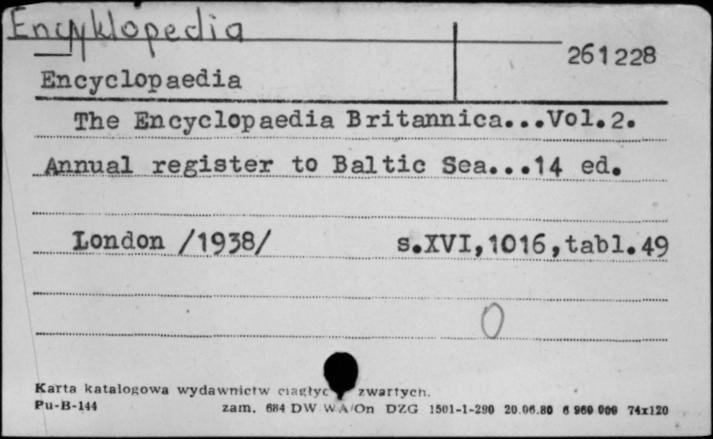 Encyklopedia
261228
Encyclopaedia
The Encyclopaedia Britannica...Vol.2.
Annual register to Baltic Sea...14 ed.
London /1938/ s.XVI,1016,tabl.49
0
Karta katalogowa wydawnictw zwartych.
Pu-B-144 zam. 684 DW WA/On DZG 1501-1-290 20.06.80 6 960 000 74x120